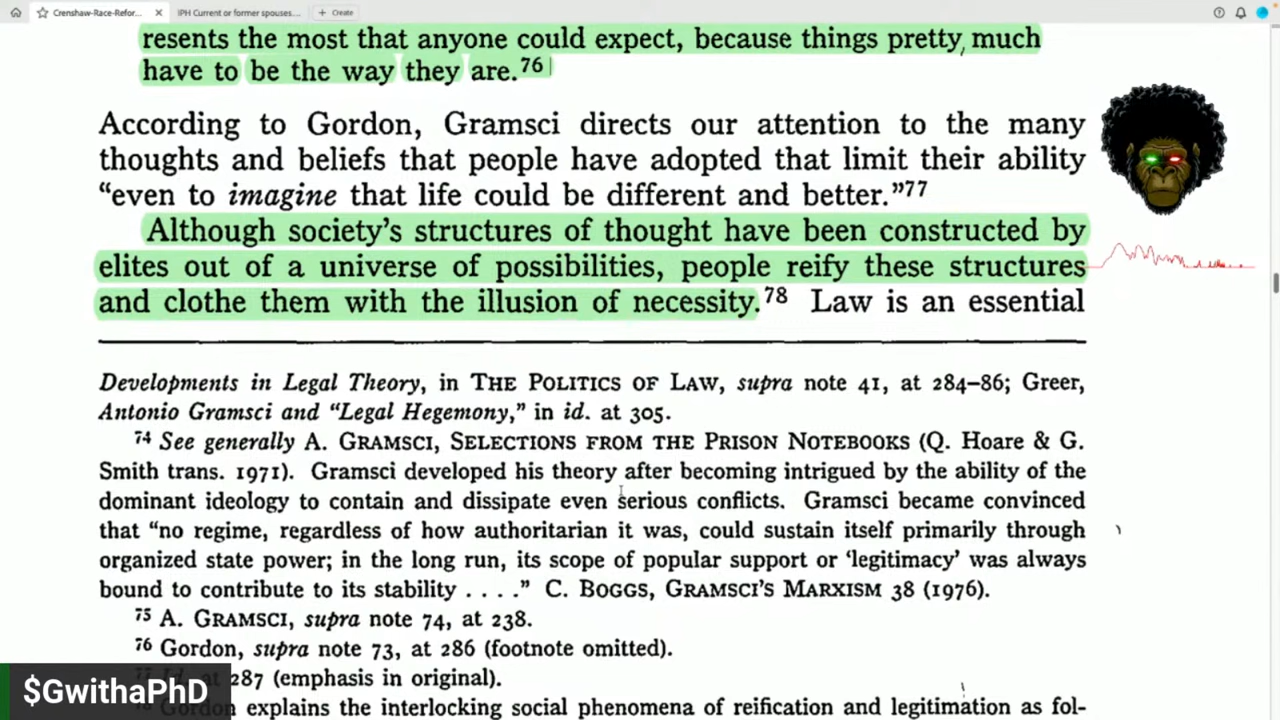 Crenshaw-Race-Refor...
IPH Current or former spouses...
+ Create
resents the most that anyone could expect, because things pretty much
have to be the way they are.76
According to Gordon, Gramsci directs our attention to the many
thoughts and beliefs that people have adopted that limit their ability
“even to imagine that life could be different and better.”77
Although society’s structures of thought have been constructed by
elites out of a universe of possibilities, people reify these structures
and clothe them with the illusion of necessity.78 Law is an essential
Developments in Legal Theory, in THE POLITICS OF LAW, supra note 41, at 284–86; Greer,
Antonio Gramsci and “Legal Hegemony,” in id. at 305.
74 See generally A. GRAMSCI, SELECTIONS FROM THE PRISON NOTEBOOKS (Q. Hoare & G.
Smith trans. 1971). Gramsci developed his theory after becoming intrigued by the ability of the
dominant ideology to contain and dissipate even serious conflicts. Gramsci became convinced
that “no regime, regardless of how authoritarian it was, could sustain itself primarily through
organized state power; in the long run, its scope of popular support or ‘legitimacy’ was always
bound to contribute to its stability . . . .” C. BOGGS, GRAMSCI’S MARXISM 38 (1976).
75 A. GRAMSCI, supra note 74, at 238.
76 Gordon, supra note 73, at 286 (footnote omitted).
287 (emphasis in original).
Gordon explains the interlocking social phenomena of reification and legitimation as fol-
$GwithaPhD